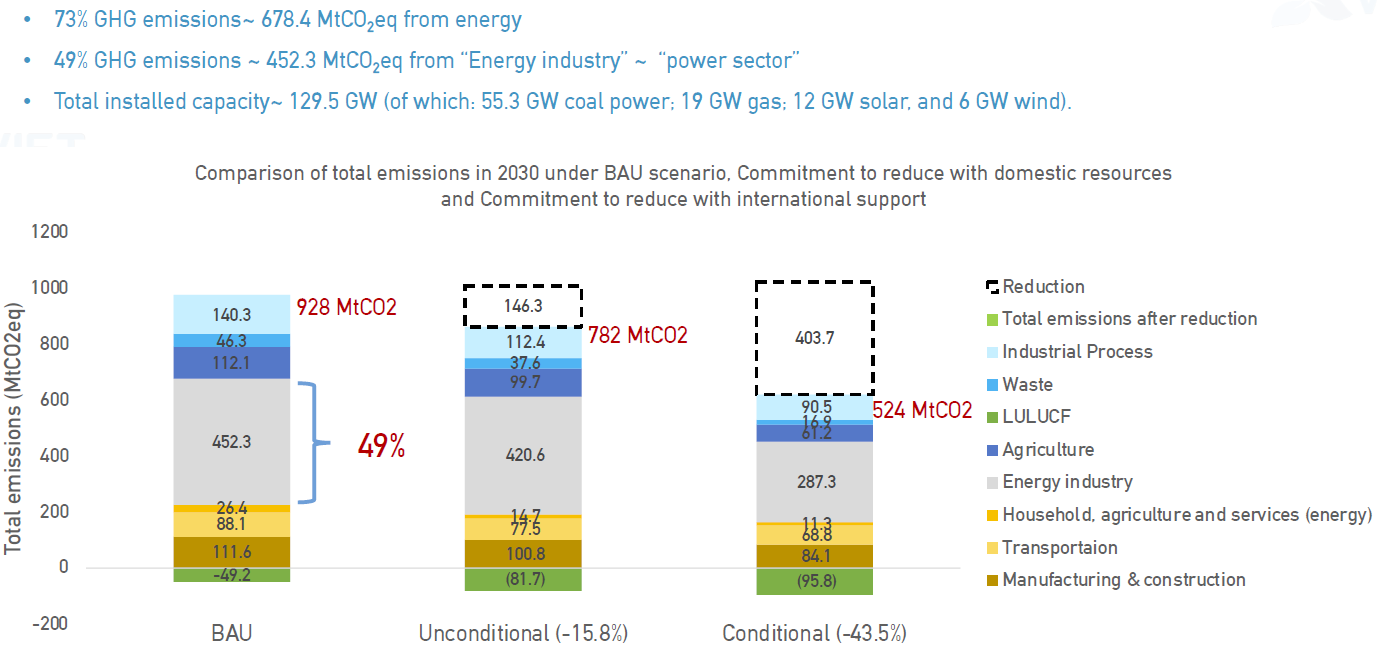 • 73% GHG emissions~ 678.4 MtCO₂eq from energy
• 49% GHG emissions ~ 452.3 MtCO₂eq from “Energy industry” ~ “power sector”
• Total installed capacity~ 129.5 GW (of which: 55.3 GW coal power; 19 GW gas; 12 GW solar, and 6 GW wind).
VIET
Comparison of total emissions in 2030 under BAU scenario, Commitment to reduce with domestic resources
and Commitment to reduce with international support
Total emissions (MtCO2eq)
1200
1000
800
600
400
200
0
-200
140.3
46.3
112.1
452.3
26.4
88.1
111.6
-49.2
928 MtCO2
49%
BAU
146.3
112.4
37.6
99.7
420.6
14.7
77.5
100.8
(81.7)
782 MtCO2
Unconditional (-15.8%)
403.7
90.5
16.9
61.2
287.3
11.3
68.8
84.1
(95.8)
524 MtCO2
Conditional (-43.5%)
Reduction
Total emissions after reduction
Industrial Process
Waste
LULUCF
Agriculture
Energy industry
Household, agriculture and services (energy)
Transportaion
Manufacturing & construction